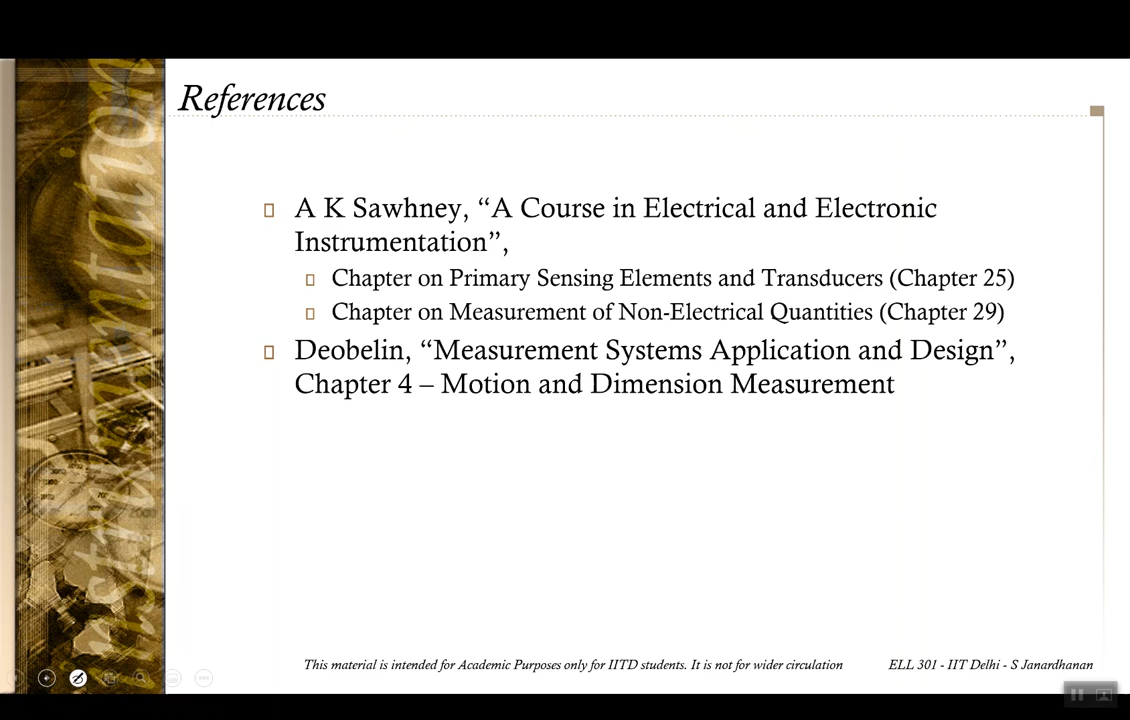 References
A K Sawhney, “A Course in Electrical and Electronic
Instrumentation”,
Chapter on Primary Sensing Elements and Transducers (Chapter 25)
Chapter on Measurement of Non-Electrical Quantities (Chapter 29)
Deobelin, “Measurement Systems Application and Design”,
Chapter 4 – Motion and Dimension Measurement
This material is intended for Academic Purposes only for IITD students. It is not for wider circulation
ELL 301 - IIT Delhi - S Janardhanan